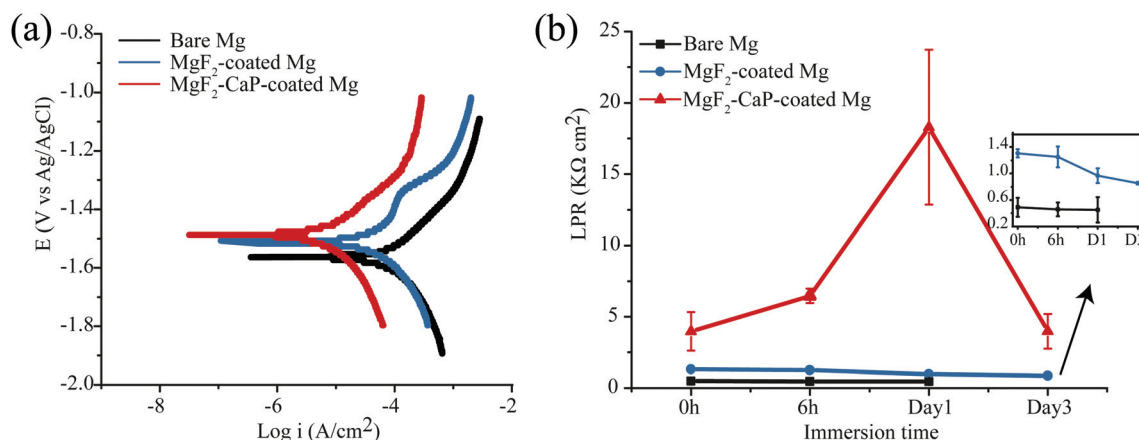 (a)
Bare Mg
MgF₂-coated Mg
MgF₂-CaP-coated Mg
E (V vs Ag/AgCl)
-0.8
-1.0
-1.2
-1.4
-1.6
-1.8
-2.0
-8
-6
-4
-2
Log i (A/cm²)
(b)
Bare Mg
MgF₂-coated Mg
MgF₂-CaP-coated Mg
LPR (KΩ cm²)
25
20
15
10
5
0
0h
6h
Day1
Day3
Immersion time
1.4
1.0
0.6
0.2
0h
6h
D1